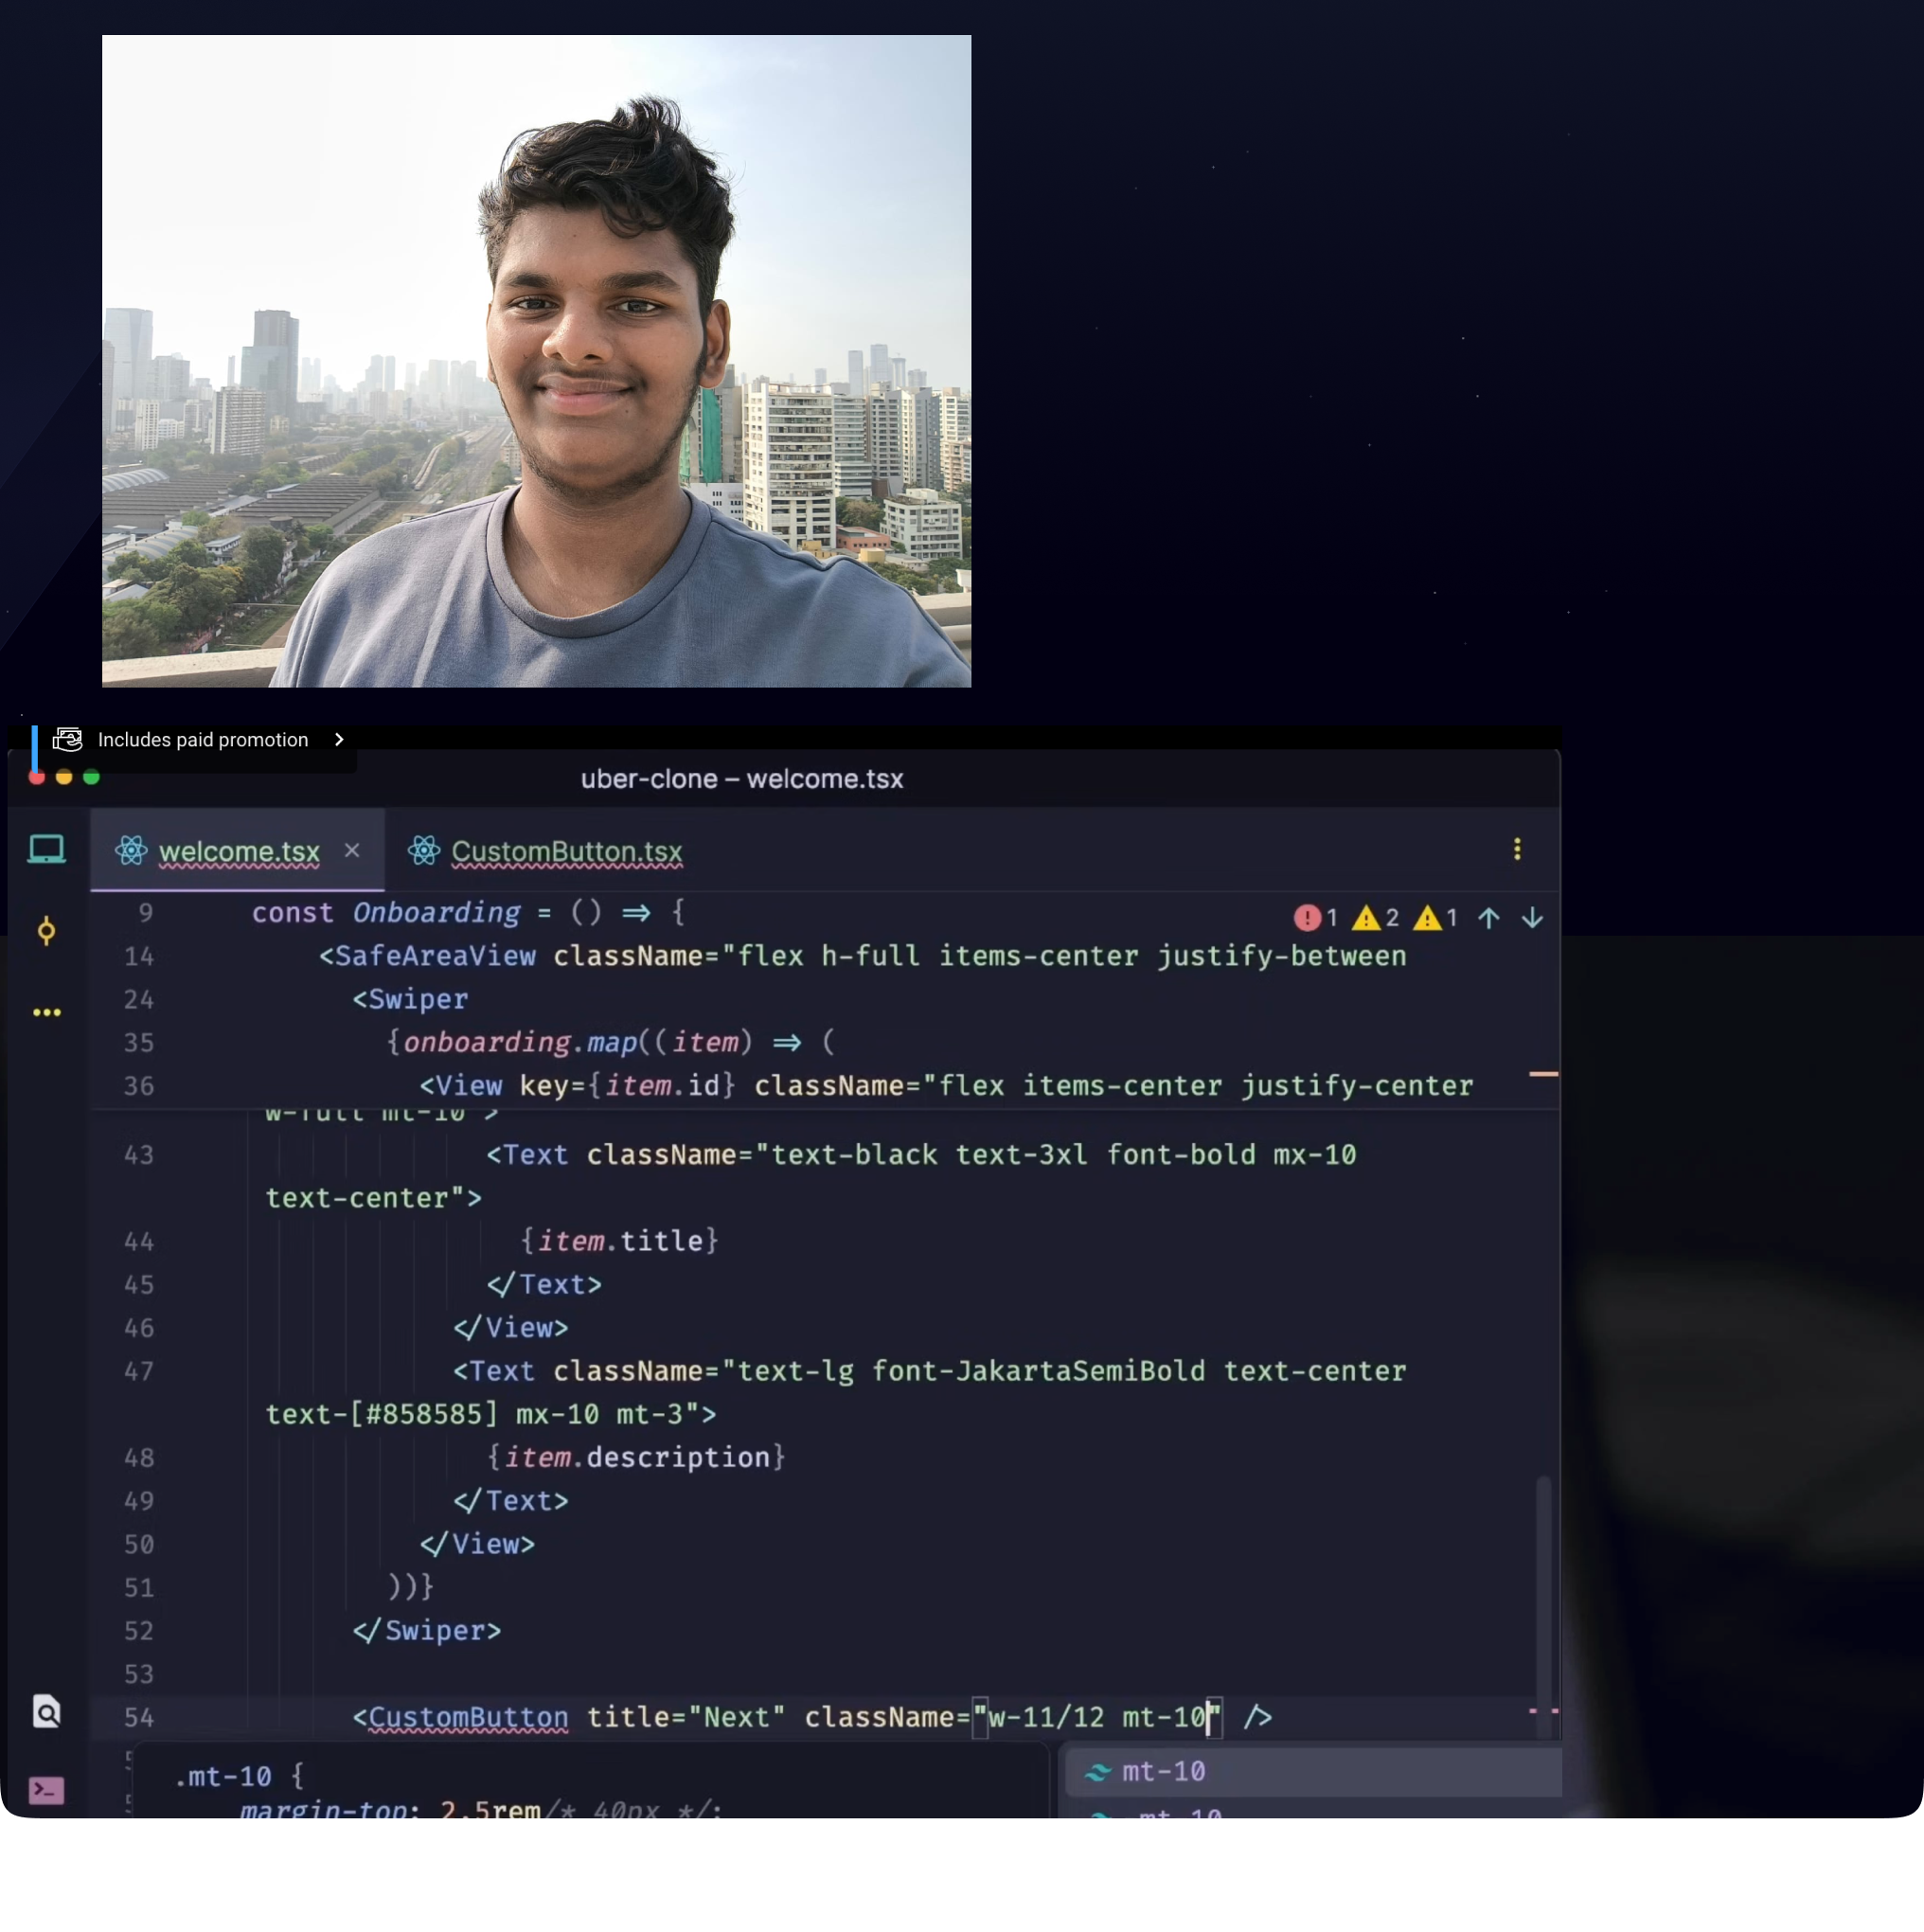 Includes paid promotion
uber-clone – welcome.tsx
welcome.tsx ×
CustomButton.tsx
9 const Onboarding = () => {
1 2 1
14 <SafeAreaView className="flex h-full items-center justify-between
24 <Swiper
35 {onboarding.map((item) => (
36 <View key={item.id} className="flex items-center justify-center
w-full mt-10">
43 <Text className="text-black text-3xl font-bold mx-10
text-center">
44 {item.title}
45 </Text>
46 </View>
47 <Text className="text-lg font-JakartaSemiBold text-center
text-[#858585] mx-10 mt-3">
48 {item.description}
49 </Text>
50 </View>
51 ))}
52 </Swiper>
53
54 <CustomButton title="Next" className="w-11/12 mt-10" />
.mt-10 {
mt-10
margin-top: 2.5rem/* 40px */;
-mt-10